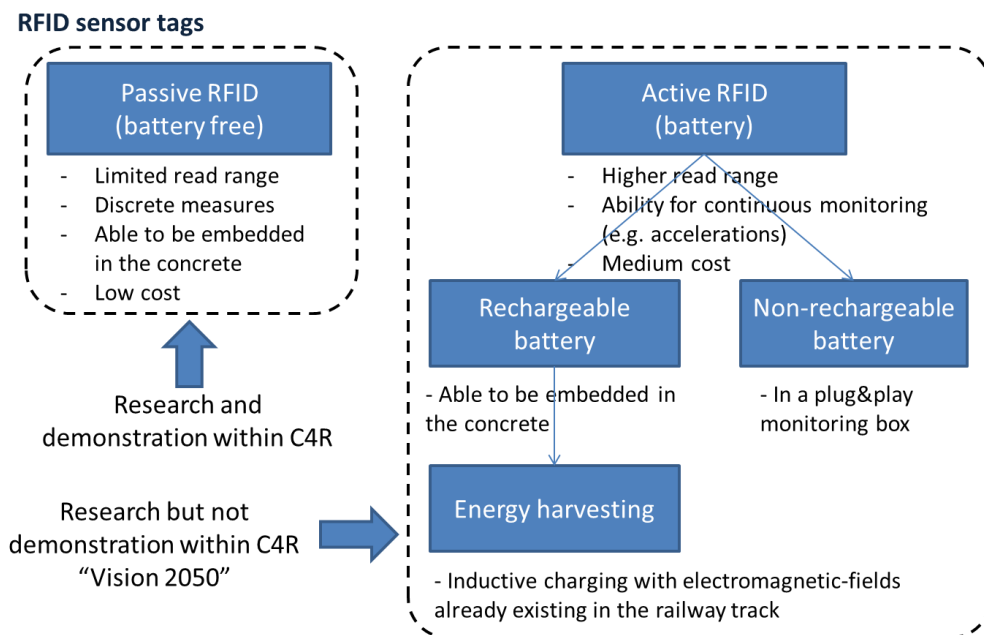 RFID sensor tags
Passive RFID
(battery free)
- Limited read range
- Discrete measures
- Able to be embedded
in the concrete
- Low cost
Research and
demonstration within C4R
Research but not
demonstration within C4R
“Vision 2050”
Active RFID
(battery)
- Higher read range
- Ability for continuous monitoring
(e.g. accelerations)
- Medium cost
Rechargeable
battery
- Able to be embedded in
the concrete
Non-rechargeable
battery
- In a plug&play
monitoring box
Energy harvesting
- Inductive charging with electromagnetic-fields
already existing in the railway track